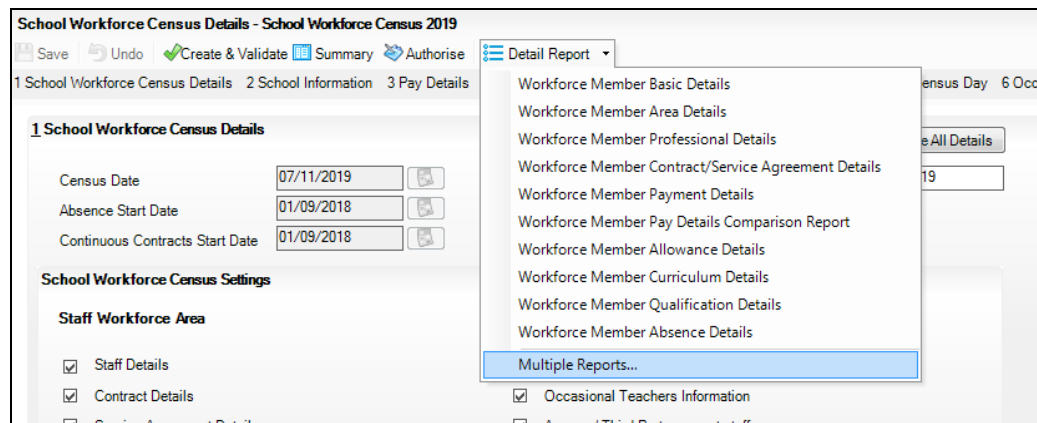 School Workforce Census Details - School Workforce Census 2019
Save Undo Create & Validate Summary Authorise Detail Report
1 School Workforce Census Details 2 School Information 3 Pay Details ensus Day 6 Occ
Workforce Member Basic Details
Workforce Member Area Details
Workforce Member Professional Details
Workforce Member Contract/Service Agreement Details
Workforce Member Payment Details
Workforce Member Pay Details Comparison Report
Workforce Member Allowance Details
Workforce Member Curriculum Details
Workforce Member Qualification Details
Workforce Member Absence Details
Multiple Reports...
1 School Workforce Census Details
e All Details
Census Date 07/11/2019
19
Absence Start Date 01/09/2018
Continuous Contracts Start Date 01/09/2018
School Workforce Census Settings
Staff Workforce Area
Staff Details
Contract Details
Occasional Teachers Information